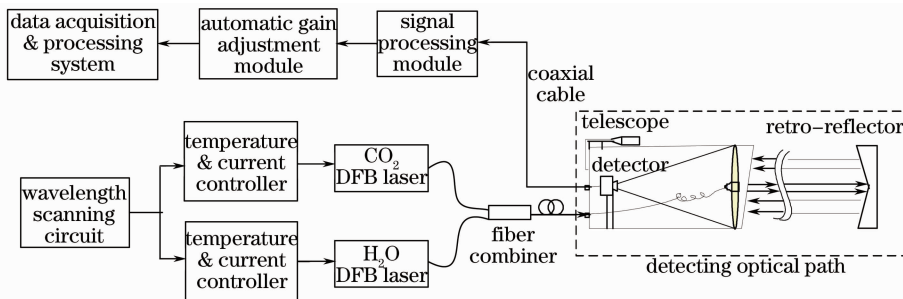 data acquisition
& processing
system
automatic gain
adjustment
module
signal
processing
module
coaxial
cable
telescope
retro-reflector
detector
temperature
& current
controller
CO₂
DFB laser
wavelength
scanning
circuit
fiber
combiner
temperature
& current
controller
H₂O
DFB laser
detecting optical path